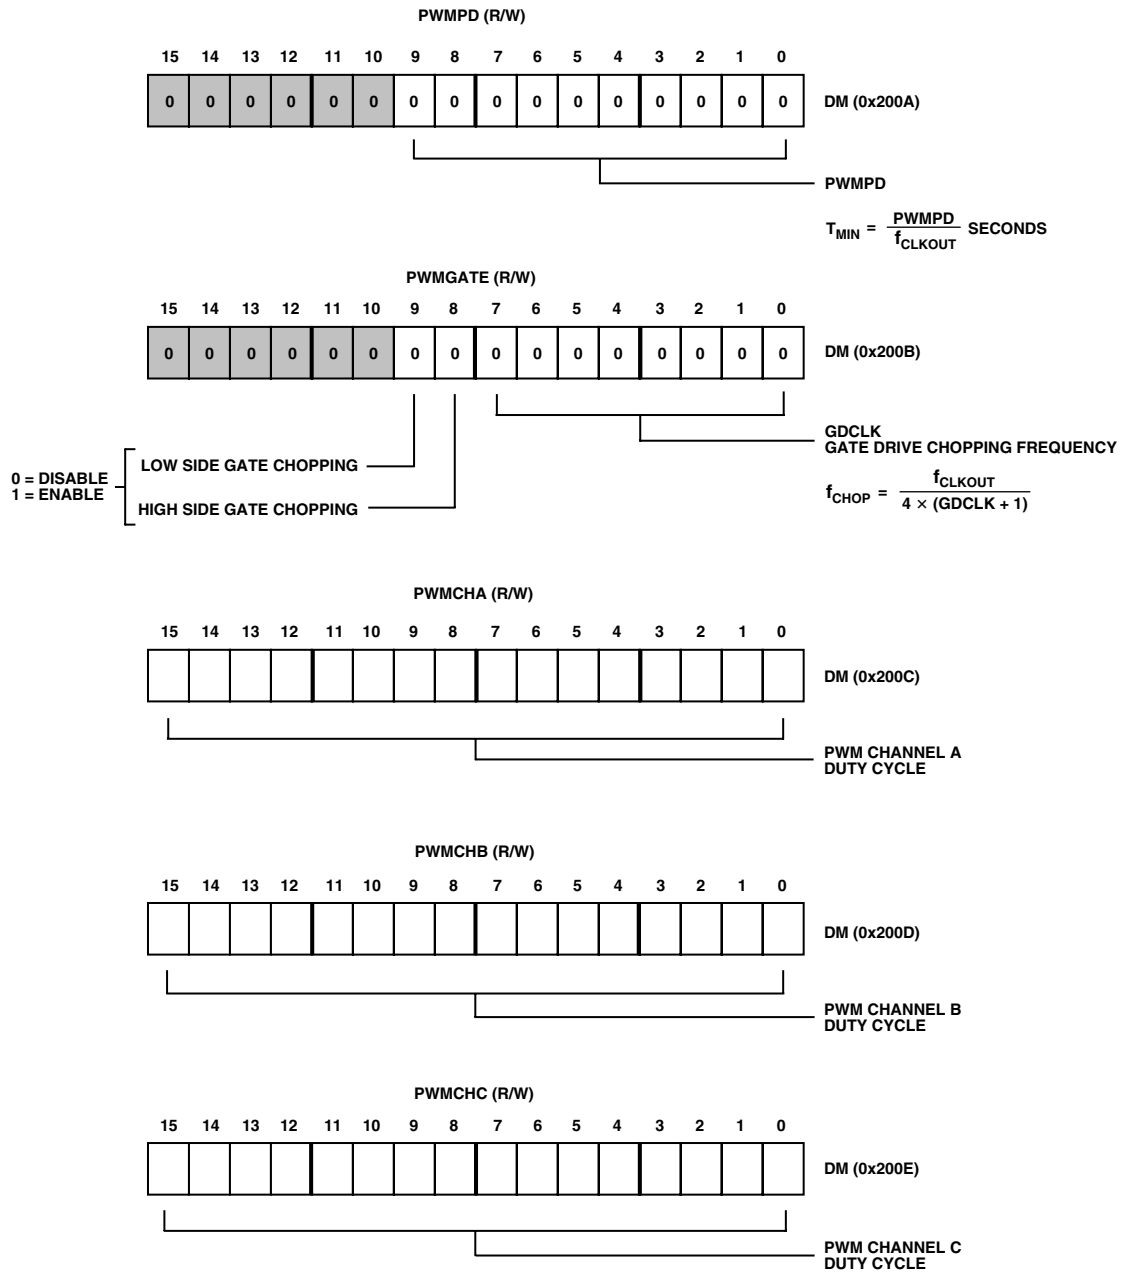 PWMPD (R/W)
15 14 13 12 11 10 9 8 7 6 5 4 3 2 1 0
0 0 0 0 0 0 0 0 0 0 0 0 0 0 0 0 DM (0x200A)
PWMPD
T_MIN = PWMPD / f_CLKOUT SECONDS
PWMGATE (R/W)
15 14 13 12 11 10 9 8 7 6 5 4 3 2 1 0
0 0 0 0 0 0 0 0 0 0 0 0 0 0 0 0 DM (0x200B)
GDCLK
GATE DRIVE CHOPPING FREQUENCY
f_CHOP = f_CLKOUT / 4 × (GDCLK + 1)
0 = DISABLE
1 = ENABLE
LOW SIDE GATE CHOPPING
HIGH SIDE GATE CHOPPING
PWMCHA (R/W)
15 14 13 12 11 10 9 8 7 6 5 4 3 2 1 0
DM (0x200C)
PWM CHANNEL A
DUTY CYCLE
PWMCHB (R/W)
15 14 13 12 11 10 9 8 7 6 5 4 3 2 1 0
DM (0x200D)
PWM CHANNEL B
DUTY CYCLE
PWMCHC (R/W)
15 14 13 12 11 10 9 8 7 6 5 4 3 2 1 0
DM (0x200E)
PWM CHANNEL C
DUTY CYCLE